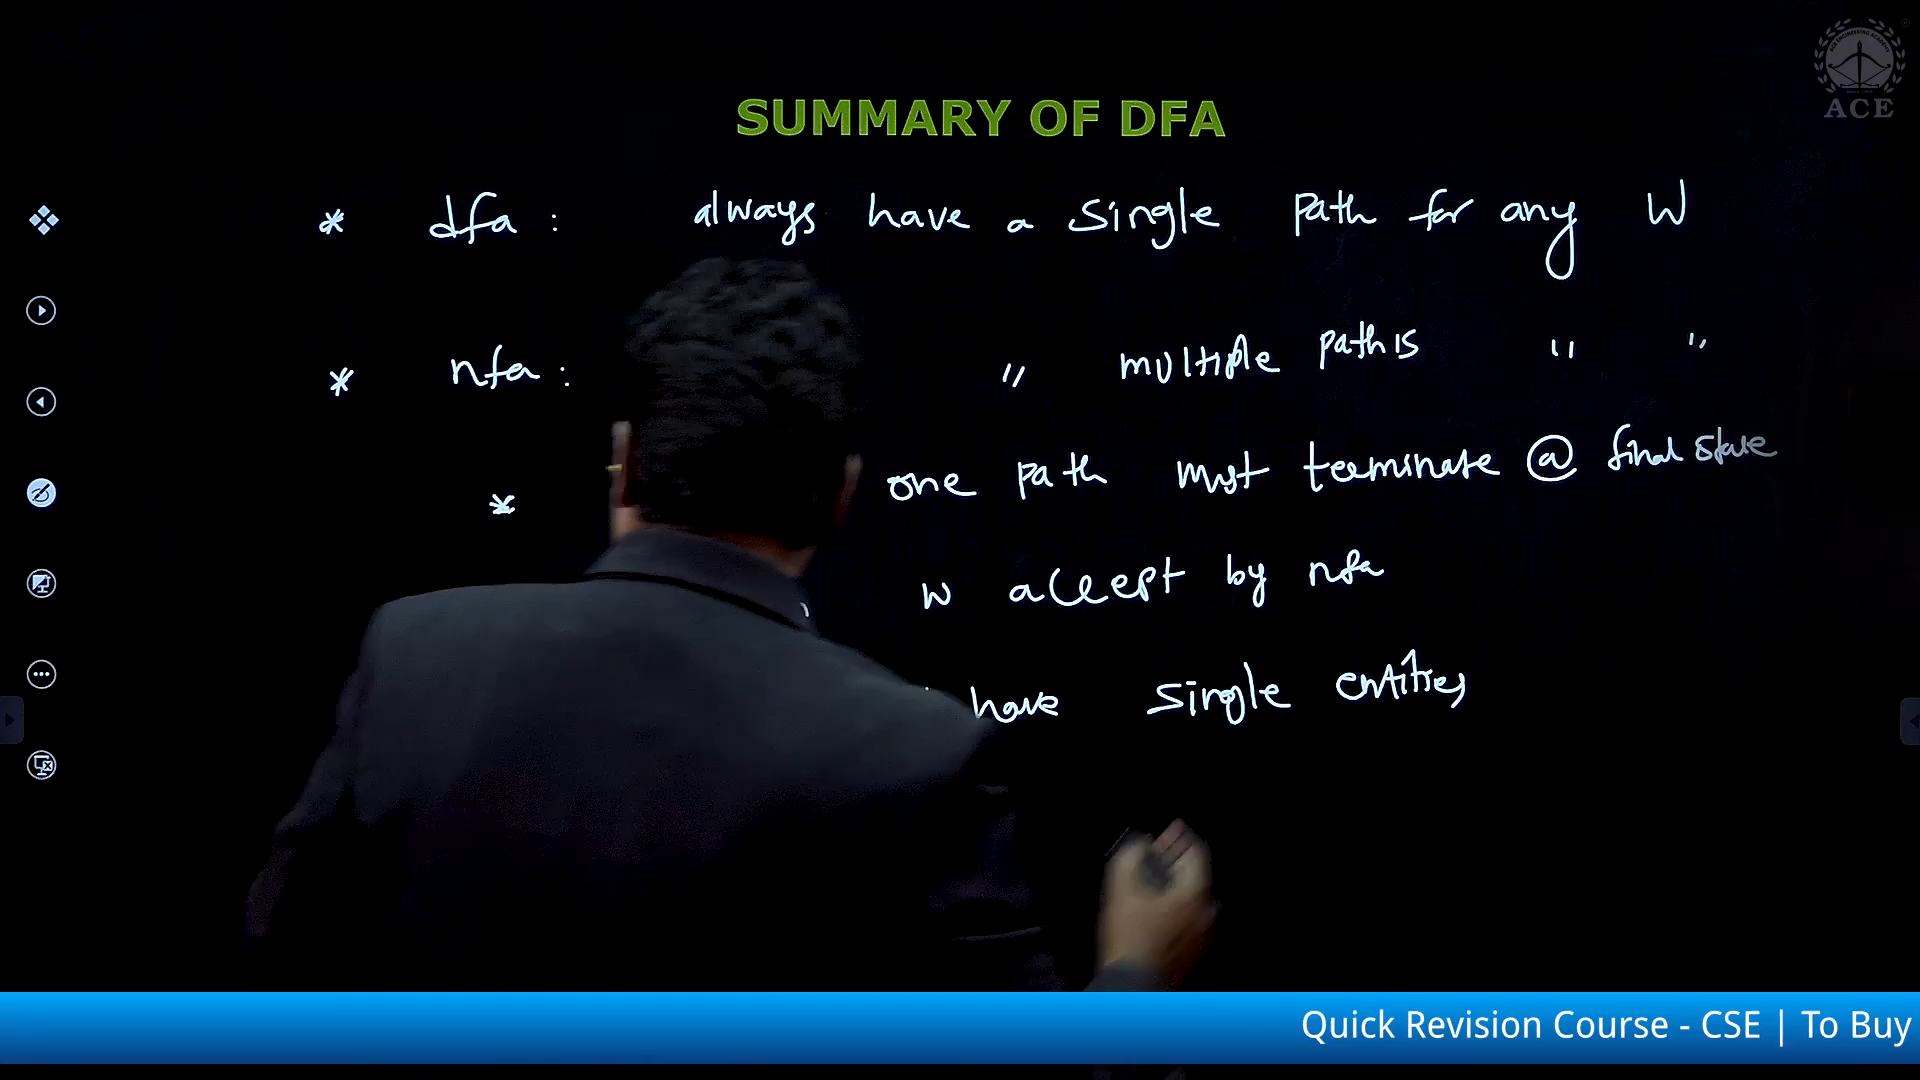 ACE
SUMMARY OF DFA
* dfa : always have a single path for any W
* nfa : " multiple paths " "
* one path must terminate @ final state
w accept by nfa
have single entities
Quick Revision Course - CSE | To Buy